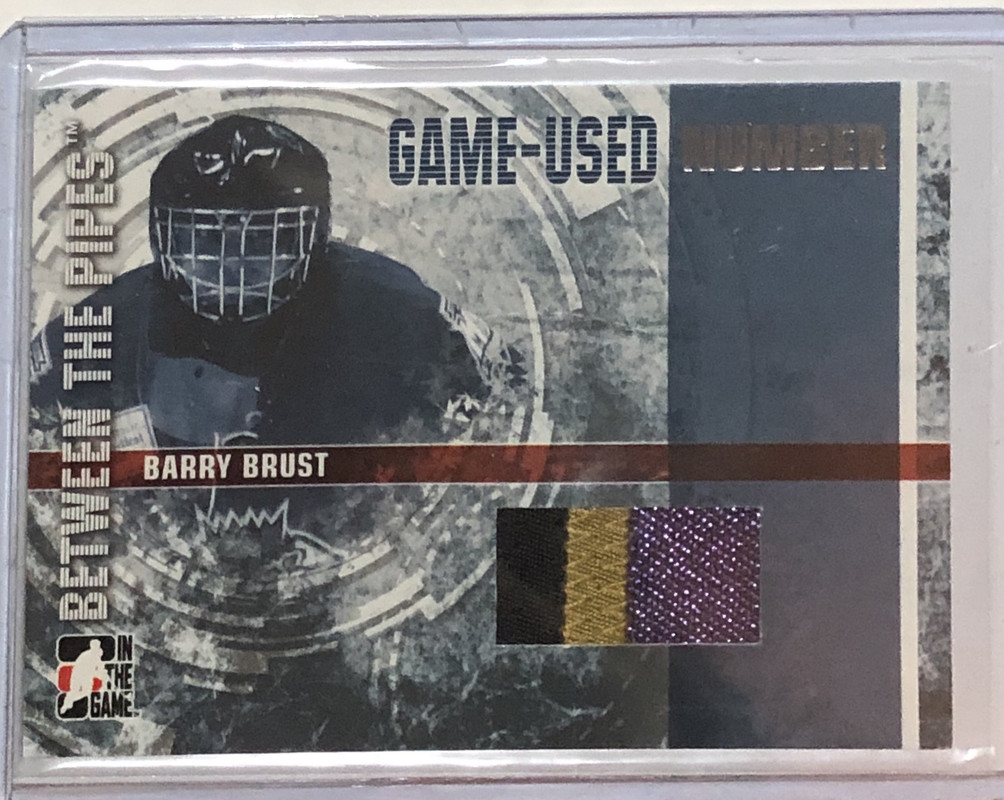 GAME-USED NUMBER
BETWEEN THE PIPES™
BARRY BRUST
IN
THE
GAME